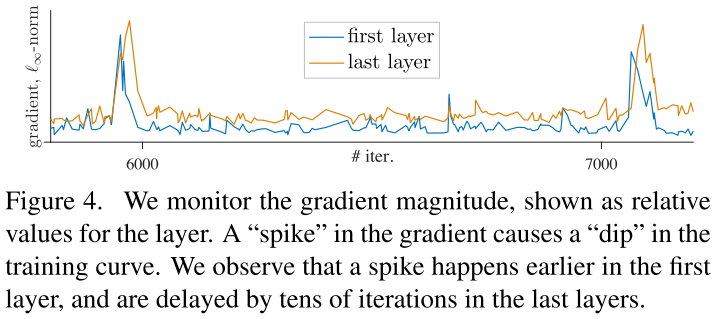 gradient, ℓ∞-norm
first layer
last layer
6000
# iter.
7000
Figure 4. We monitor the gradient magnitude, shown as relative
values for the layer. A “spike” in the gradient causes a “dip” in the
training curve. We observe that a spike happens earlier in the first
layer, and are delayed by tens of iterations in the last layers.